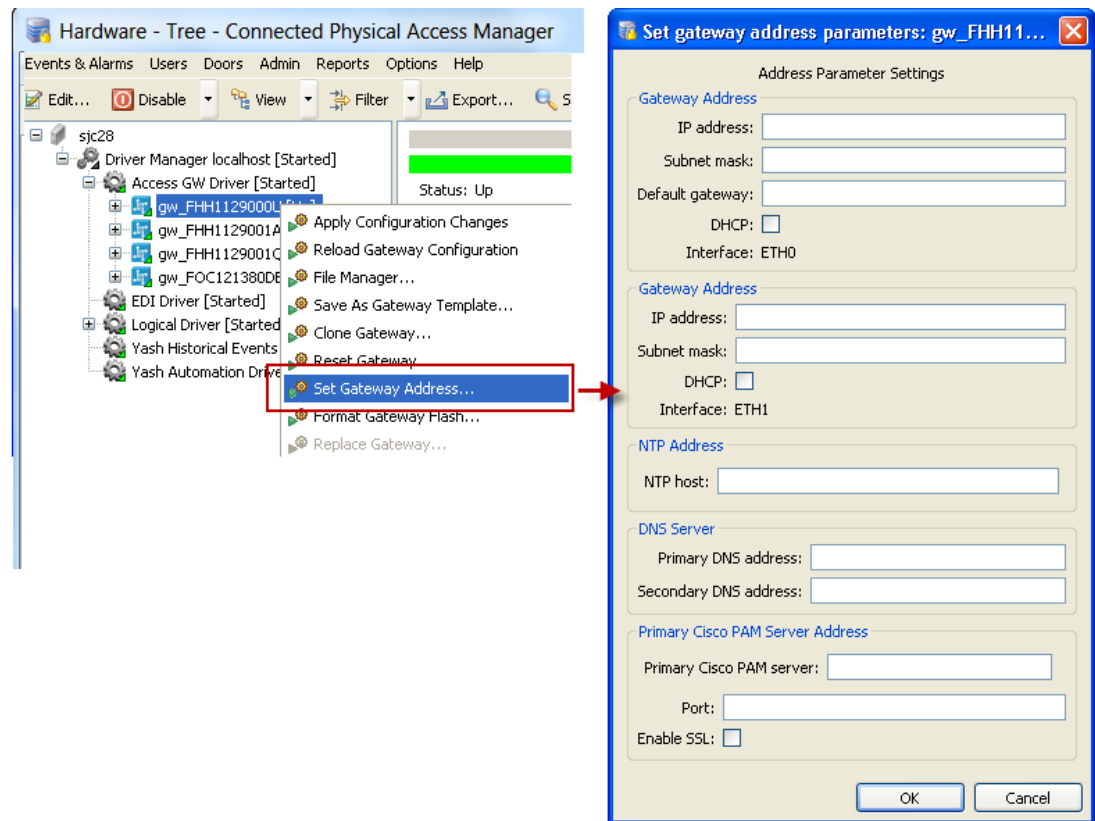 Hardware - Tree - Connected Physical Access Manager
Events & Alarms Users Doors Admin Reports Options Help
Edit... Disable View Filter Export... S
sjc28
Driver Manager localhost [Started]
Access GW Driver [Started]
gw_FHH1129000U
gw_FHH1129001A
gw_FHH1129001
gw_FOC121380D
EDI Driver [Started]
Logical Driver [Started
Yash Historical Events
Yash Automation Drive
Status: Up
Apply Configuration Changes
Reload Gateway Configuration
File Manager...
Save As Gateway Template...
Clone Gateway...
Reset Gateway
Set Gateway Address...
Format Gateway Flash...
Replace Gateway...
Set gateway address parameters: gw_FHH11...
Address Parameter Settings
Gateway Address
IP address:
Subnet mask:
Default gateway:
DHCP:
Interface: ETH0
Gateway Address
IP address:
Subnet mask:
DHCP:
Interface: ETH1
NTP Address
NTP host:
DNS Server
Primary DNS address:
Secondary DNS address:
Primary Cisco PAM Server Address
Primary Cisco PAM server:
Port:
Enable SSL:
OK Cancel